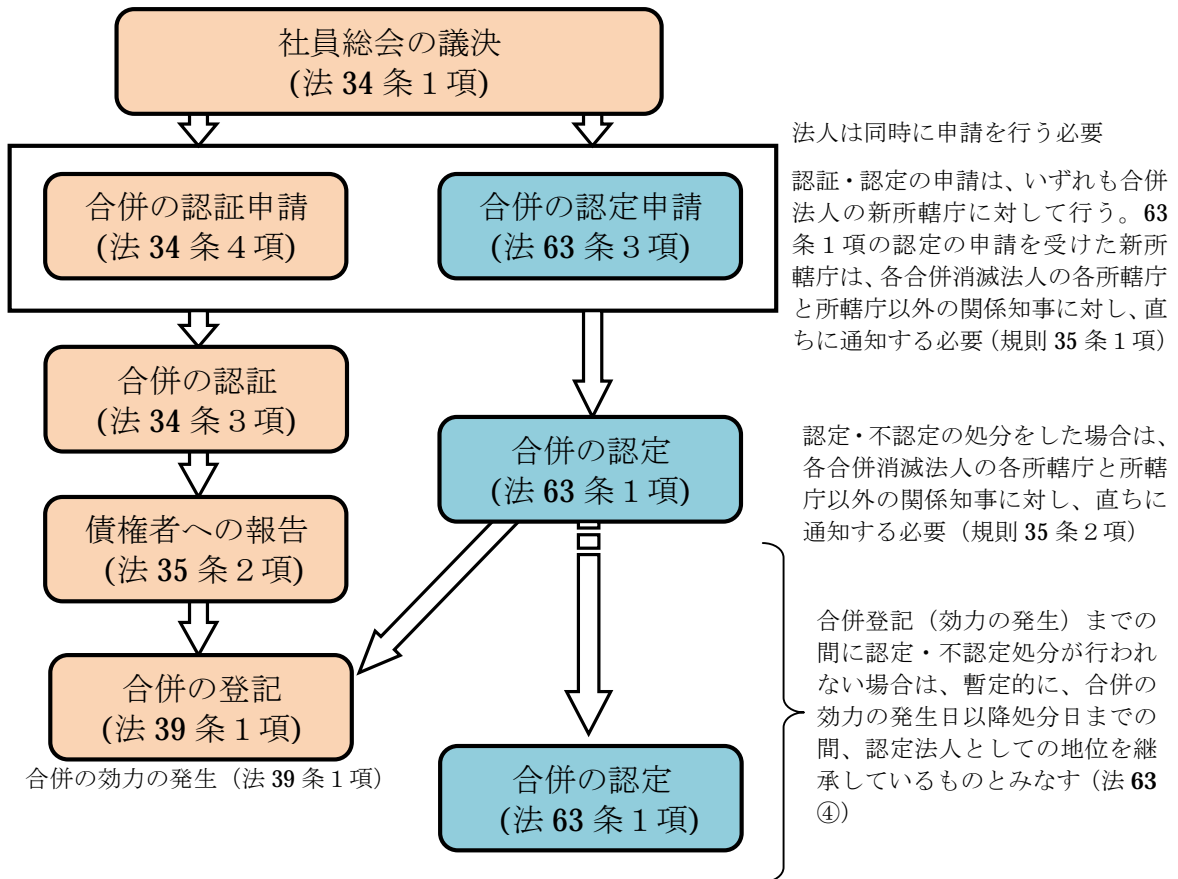 社員総会の議決
(法 34 条１項)
法人は同時に申請を行う必要
合併の認証申請
(法 34 条４項)
合併の認定申請
(法 63 条３項)
認証・認定の申請は、いずれも合併
法人の新所轄庁に対して行う。63
条１項の認定の申請を受けた新所
轄庁は、各合併消滅法人の各所轄庁
と所轄庁以外の関係知事に対し、直
ちに通知する必要（規則 35 条１項）
合併の認証
(法 34 条３項)
合併の認定
(法 63 条１項)
認定・不認定の処分をした場合は、
各合併消滅法人の各所轄庁と所轄
庁以外の関係知事に対し、直ちに
通知する必要（規則 35 条２項）
債権者への報告
(法 35 条２項)
合併の登記
(法 39 条１項)
合併の効力の発生（法 39 条１項）
合併の認定
(法 63 条１項)
合併登記（効力の発生）までの
間に認定・不認定処分が行われ
ない場合は、暫定的に、合併の
効力の発生日以降処分日までの
間、認定法人としての地位を継
承しているものとみなす（法 63
④）